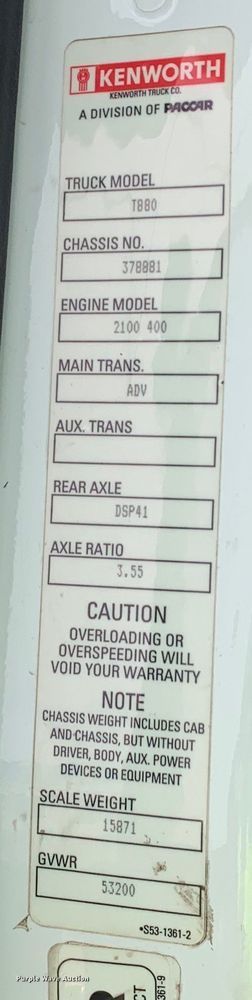 KENWORTH
KENWORTH TRUCK CO.
A DIVISION OF PACCAR
TRUCK MODEL
T880
CHASSIS NO.
378881
ENGINE MODEL
2100 400
MAIN TRANS.
ADV
AUX. TRANS
REAR AXLE
DSP41
AXLE RATIO
3.55
CAUTION
OVERLOADING OR
OVERSPEEDING WILL
VOID YOUR WARRANTY
NOTE
CHASSIS WEIGHT INCLUDES CAB
AND CHASSIS, BUT WITHOUT
DRIVER, BODY, AUX. POWER
DEVICES OR EQUIPMENT
SCALE WEIGHT
15871
GVWR
53200
•S53-1361-2
Purple Wave Auction